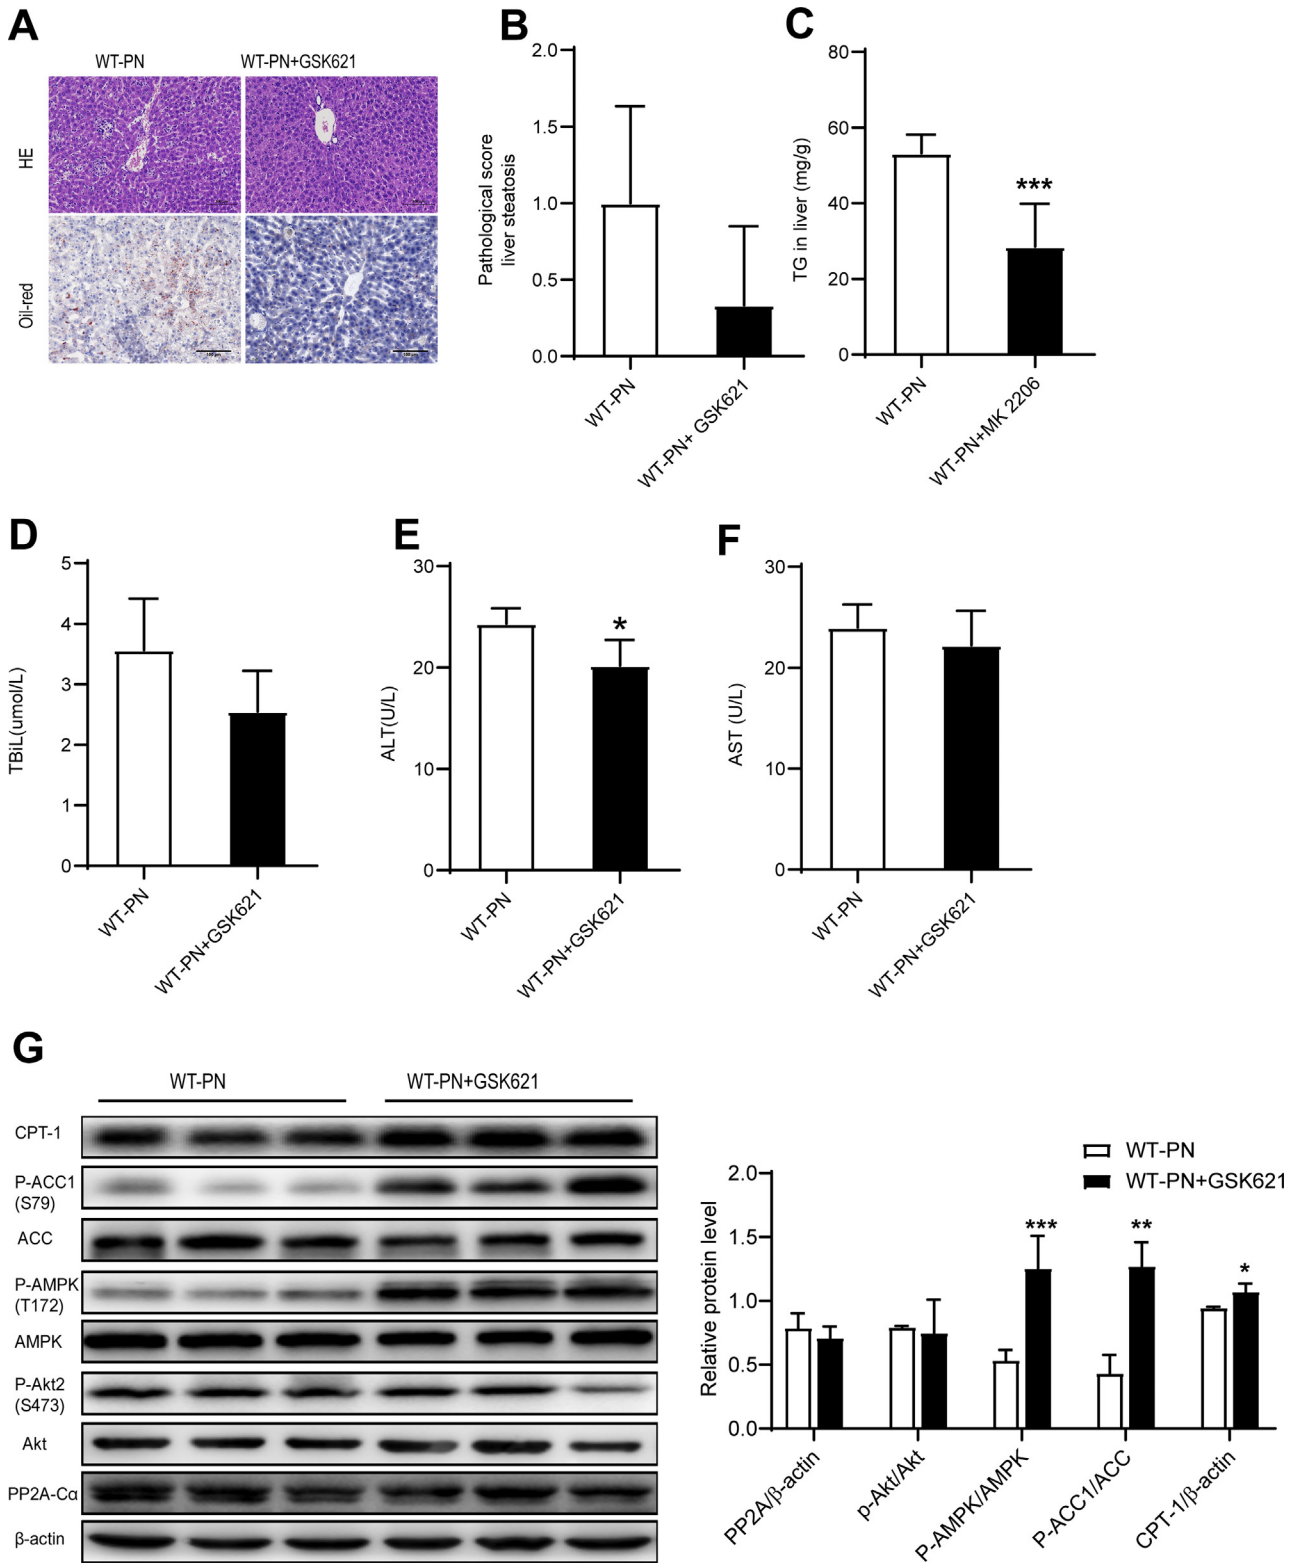 A
WT-PN
WT-PN+GSK621
HE
Oil-red
100 μm
100 μm
B
Pathological score
liver steatosis
2.0
1.5
1.0
0.5
0.0
WT-PN
WT-PN+ GSK621
C
TG in liver (mg/g)
80
60
40
20
0
***
WT-PN
WT-PN+MK 2206
D
TBiL(umol/L)
5
4
3
2
1
0
WT-PN
WT-PN+GSK621
E
ALT(U/L)
30
20
10
0
*
WT-PN
WT-PN+GSK621
F
AST (U/L)
30
20
10
0
WT-PN
WT-PN+GSK621
G
WT-PN
WT-PN+GSK621
CPT-1
P-ACC1
(S79)
ACC
P-AMPK
(T172)
AMPK
P-Akt2
(S473)
Akt
PP2A-Cα
β-actin
WT-PN
WT-PN+GSK621
Relative protein level
2.0
1.5
1.0
0.5
0.0
***
**
*
PP2A/β-actin
p-Akt/Akt
P-AMPK/AMPK
P-ACC1/ACC
CPT-1/β-actin